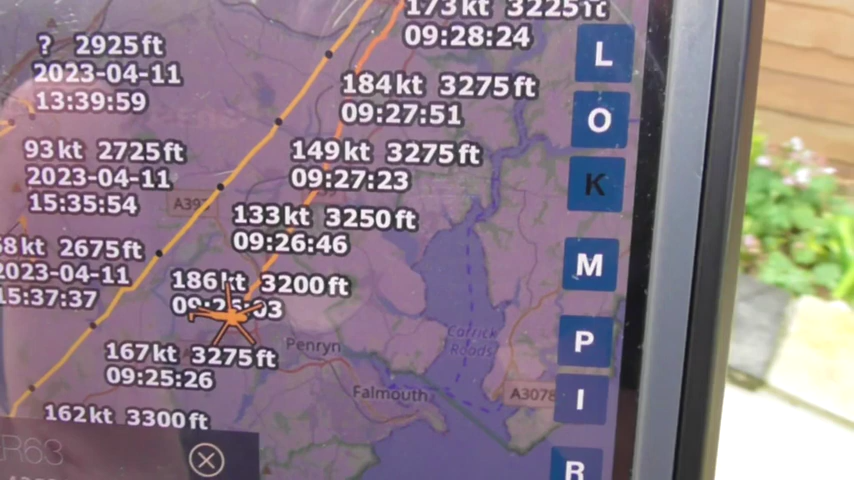 173kt 3225ft
09:28:24
? 2925ft
2023-04-11
13:39:59
184kt 3275ft
09:27:51
93kt 2725ft
2023-04-11
15:35:54
149kt 3275ft
09:27:23
133kt 3250ft
09:26:46
8kt 2675ft
2023-04-11
15:37:37
186kt 3200ft
167kt 3275ft
09:25:26
162kt 3300ft
Penryn
Falmouth
Carrick
Roads
A3078
R63
L
O
K
M
P
I
R